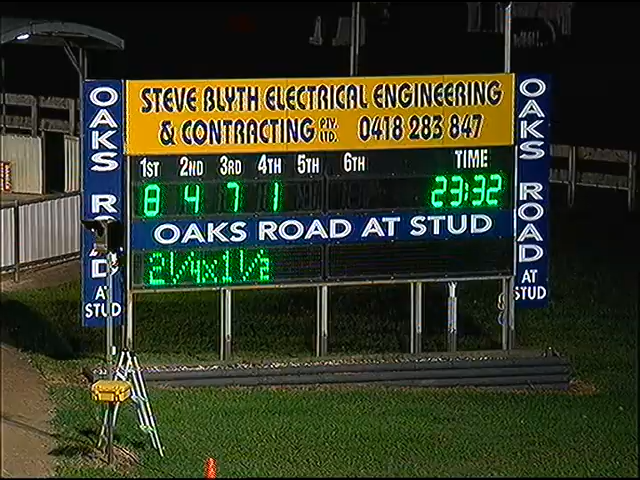 STEVE BLYTH ELECTRICAL ENGINEERING
& CONTRACTING PTY. LTD. 0418 283 847
1ST 2ND 3RD 4TH 5TH 6TH TIME
8 4 7 1 23:32
OAKS ROAD AT STUD
2 1/4 x 1 1/2
OAKS ROAD AT STUD
OAKS ROAD AT STUD